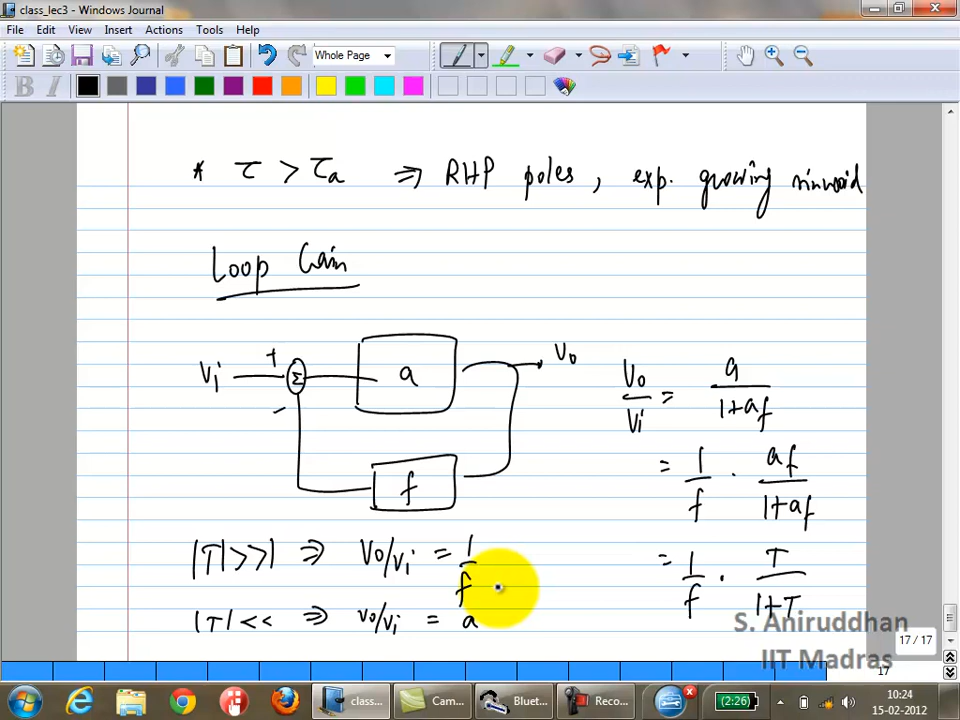 class_lec3 - Windows Journal
File Edit View Insert Actions Tools Help
Whole Page
B I
* τ > τa ⇒ RHP poles , exp. growing sinusoid
Loop Gain
Vi + Σ a Vo
-
f
Vo/Vi = a/(1+af)
= 1/f . af/(1+af)
= 1/f . T/(1+T)
|T|>>1 ⇒ Vo/Vi = 1/f
|T|<< ⇒ Vo/Vi = a
S. Aniruddhan
IIT Madras
17 / 17
17
class... Cam... Bluet... Reco... (2:26) 10:24
15-02-2012